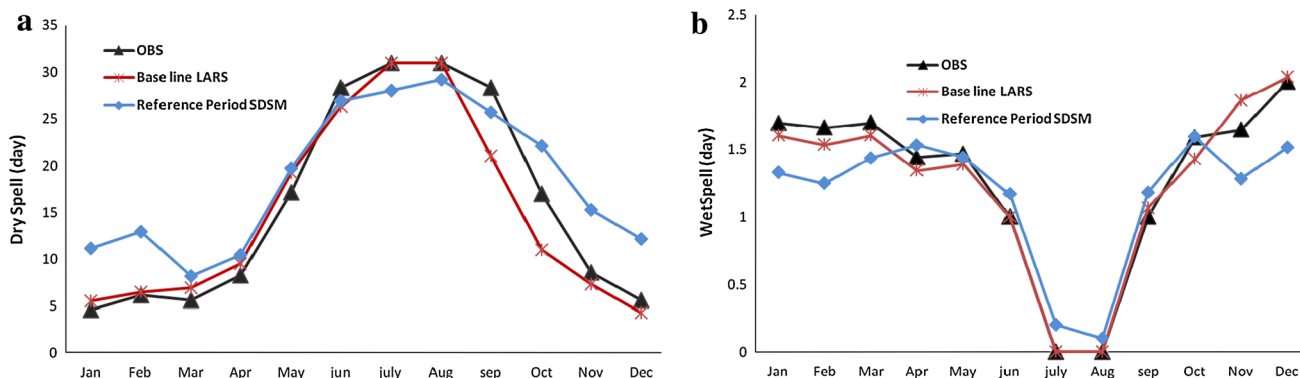 a
35
30
25
20
15
10
5
0
Dry Spell (day)
OBS
Base line LARS
Reference Period SDSM
Jan Feb Mar Apr May jun july Aug sep Oct Nov Dec
b
2.5
2
1.5
1
0.5
0
WetSpell (day)
OBS
Base line LARS
Reference Period SDSM
Jan Feb Mar Apr May Jun July Aug Sep Oct Nov Dec